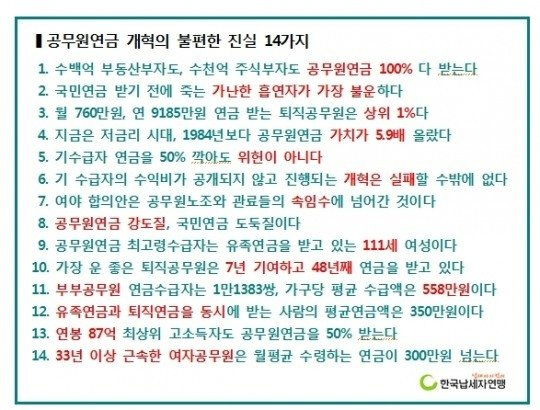 ▌공무원연금 개혁의 불편한 진실 14가지
1. 수백억 부동산부자도, 수천억 주식부자도 공무원연금 100% 다 받는다
2. 국민연금 받기 전에 죽는 가난한 흡연자가 가장 불운하다
3. 월 760만원, 연 9185만원 연금 받는 퇴직공무원은 상위 1%다
4. 지금은 저금리 시대, 1984년보다 공무원연금 가치가 5.9배 올랐다
5. 기수급자 연금을 50% 깎아도 위헌이 아니다
6. 기 수급자의 수익비가 공개되지 않고 진행되는 개혁은 실패할 수밖에 없다
7. 여야 합의안은 공무원노조와 관료들의 속임수에 넘어간 것이다
8. 공무원연금 강도질, 국민연금 도둑질이다
9. 공무원연금 최고령수급자는 유족연금을 받고 있는 111세 여성이다
10. 가장 운 좋은 퇴직공무원은 7년 기여하고 48년째 연금을 받고 있다
11. 부부공무원 연금수급자는 1만1383쌍, 가구당 평균 수급액은 558만원이다
12. 유족연금과 퇴직연금을 동시에 받는 사람의 평균연금액은 350만원이다
13. 연봉 87억 최상위 고소득자도 공무원연금을 50% 받는다
14. 33년 이상 근속한 여자공무원은 월평균 수령하는 연금이 300만원 넘는다
한국납세자연맹